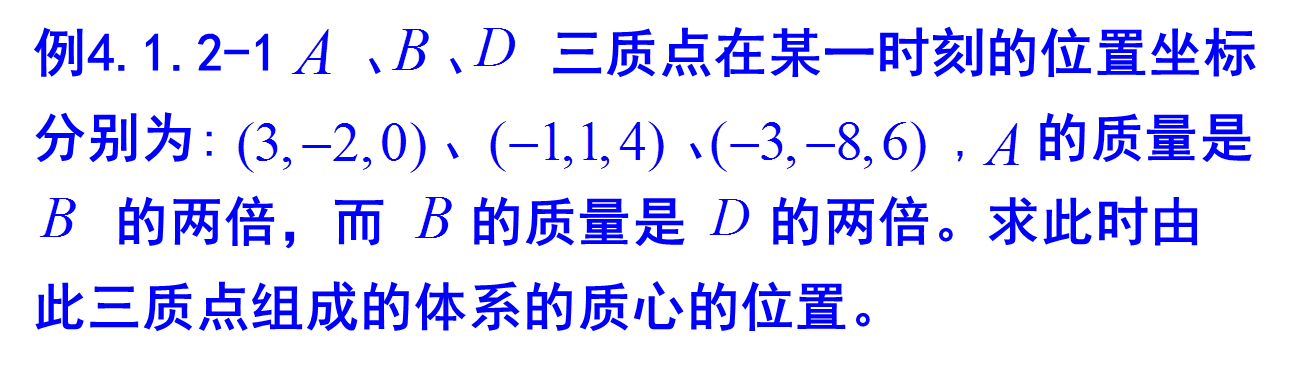 例4.1.2-1 A 、B 、D 三质点在某一时刻的位置坐标
分别为: (3,−2,0) 、(−1,1,4) 、(−3,−8,6) , A 的质量是
B 的两倍，而 B 的质量是 D 的两倍。求此时由
此三质点组成的体系的质心的位置。